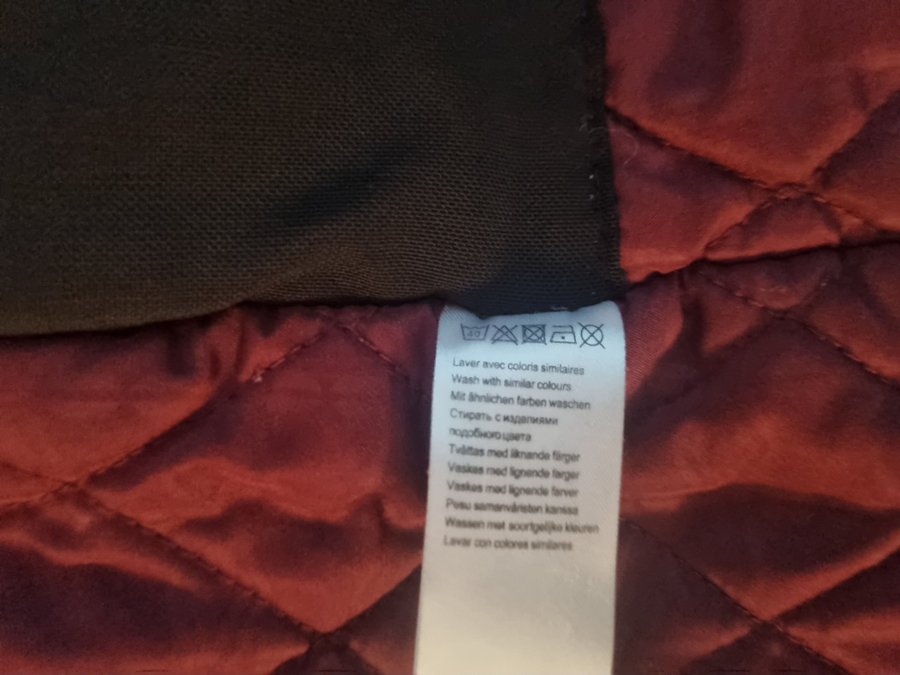 40
Laver avec coloris similaires
Wash with similar colours
Mit ähnlichen farben waschen
Стирать с изделиями
подобного цвета
Tvättas med liknande färger
Vaskes med lignende farger
Vaskes med lignende farver
Pesu samanväristen kanssa
Wassen met soortgelijke kleuren
Lavar con colores similares